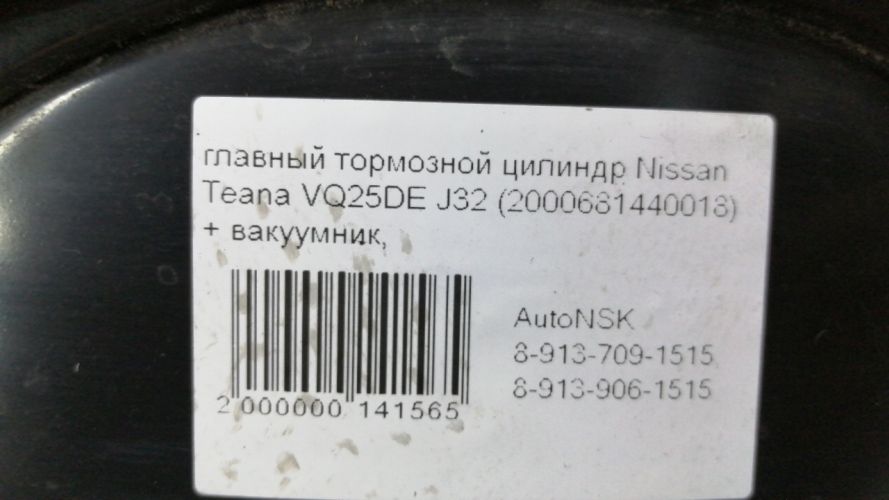 главный тормозной цилиндр Nissan
Teana VQ25DE J32 (2000681440018)
+ вакуумник,
AutoNSK
8-913-709-1515
8-913-906-1515
2 000000 141565